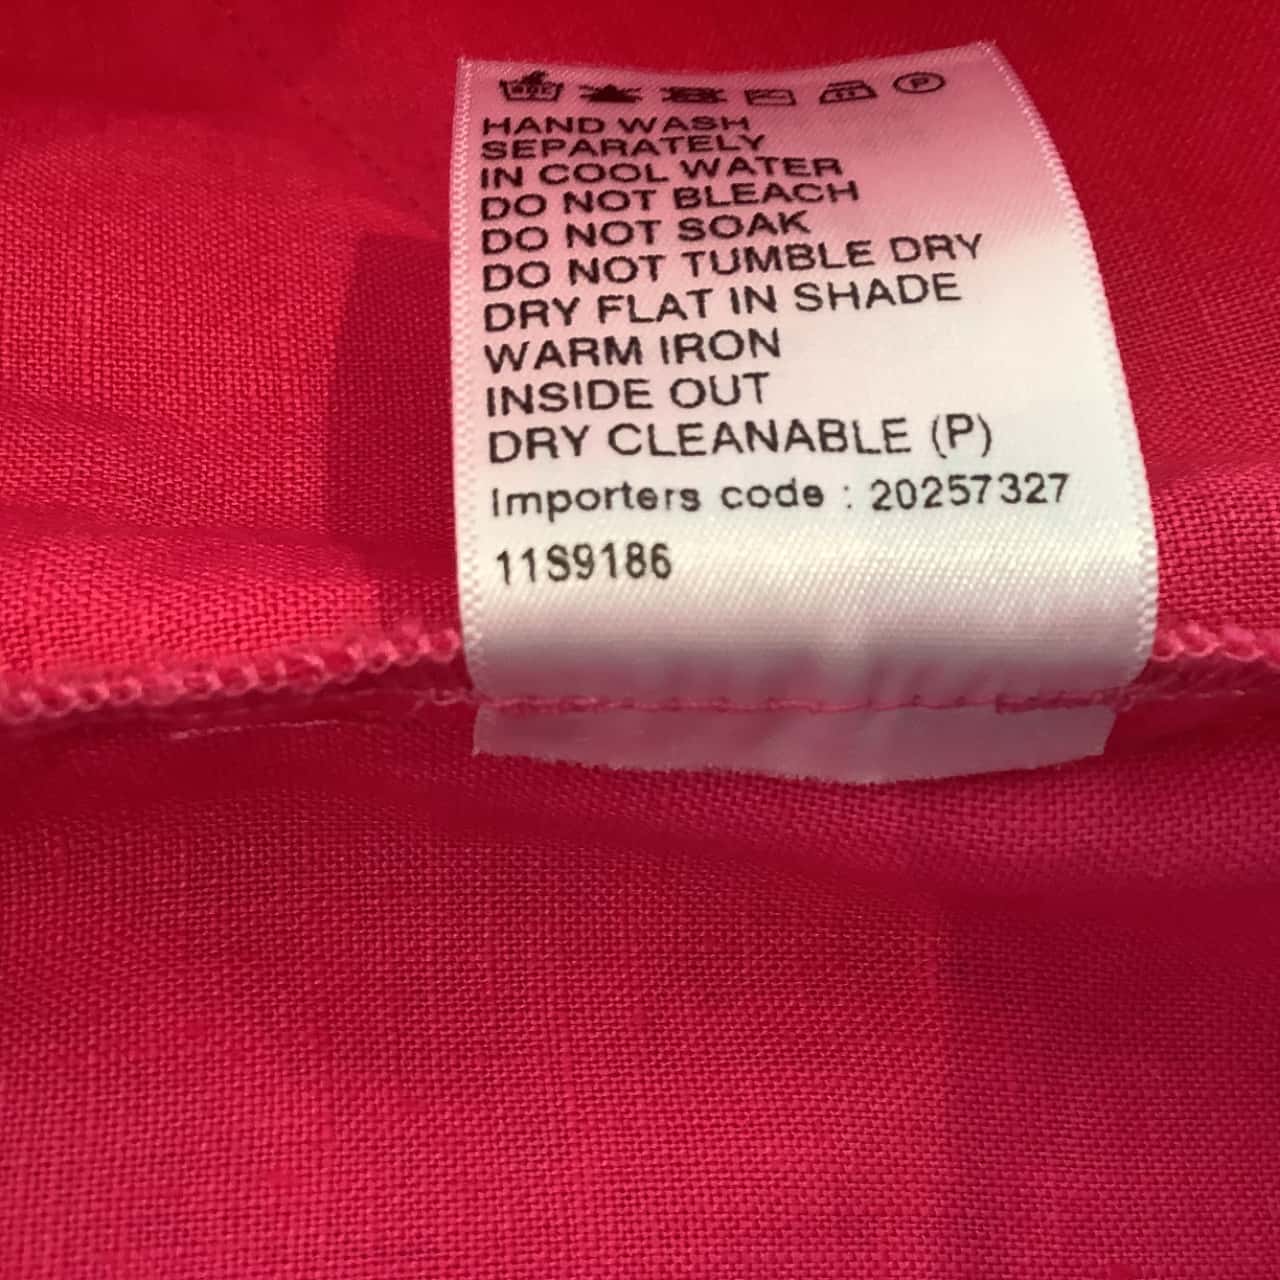 HAND WASH
SEPARATELY
IN COOL WATER
DO NOT BLEACH
DO NOT SOAK
DO NOT TUMBLE DRY
DRY FLAT IN SHADE
WARM IRON
INSIDE OUT
DRY CLEANABLE (P)
Importers code : 20257327
11S9186